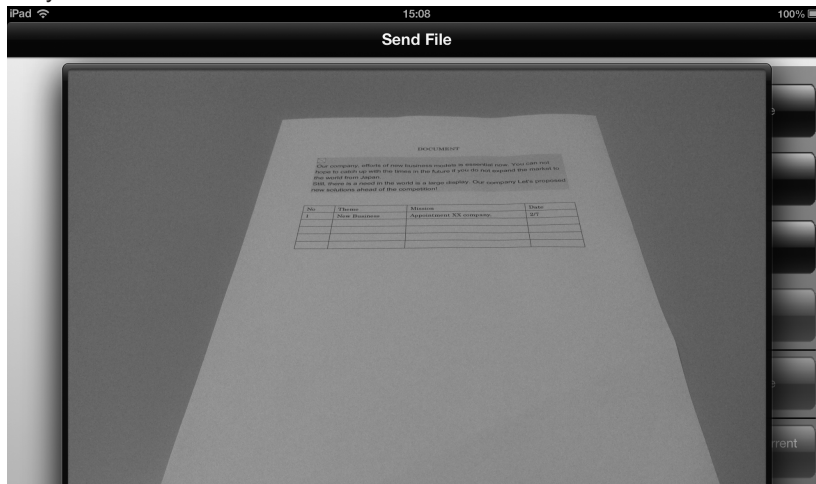 iPad
15:08
100%
Send File
DOCUMENT
Our company, efforts of new business models is essential now. You can not
hope to catch up with the times in the future if you do not expand the market to
the world from Japan.
Still, there is a need in the world is a large display. Our company Let's proposed
new solutions ahead of the competition!
No Theme Mission Date
1 New Business Appointment XX company 2/7
e
e
rrent